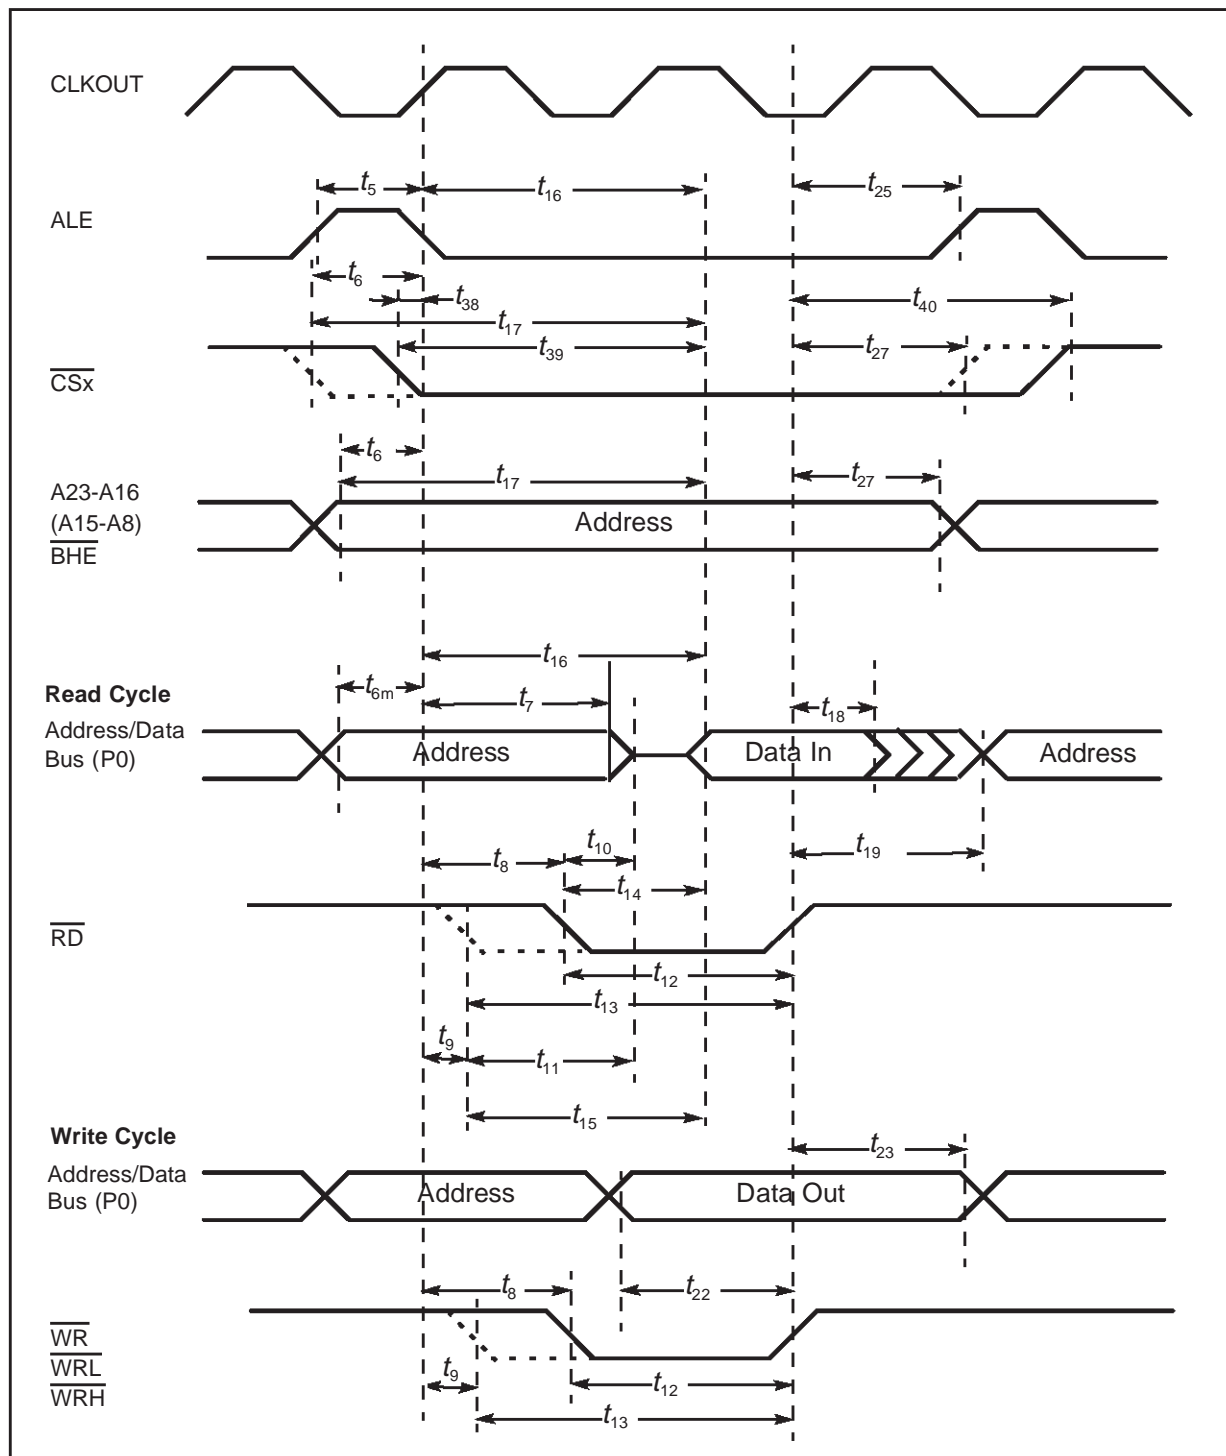 CLKOUT
t5 t16 t25
ALE
t6
t38 t40
t17
t39 t27
CSx
t6
t17 t27
A23-A16
(A15-A8) Address
BHE
t16
Read Cycle t6m
t7 t18
Address/Data
Bus (P0) Address Data In Address
t10
t8 t19
t14
RD
t12
t13
t9
t11
t15
Write Cycle
t23
Address/Data
Bus (P0) Address Data Out
t8 t22
WR
WRL
t9 t12
WRH
t13